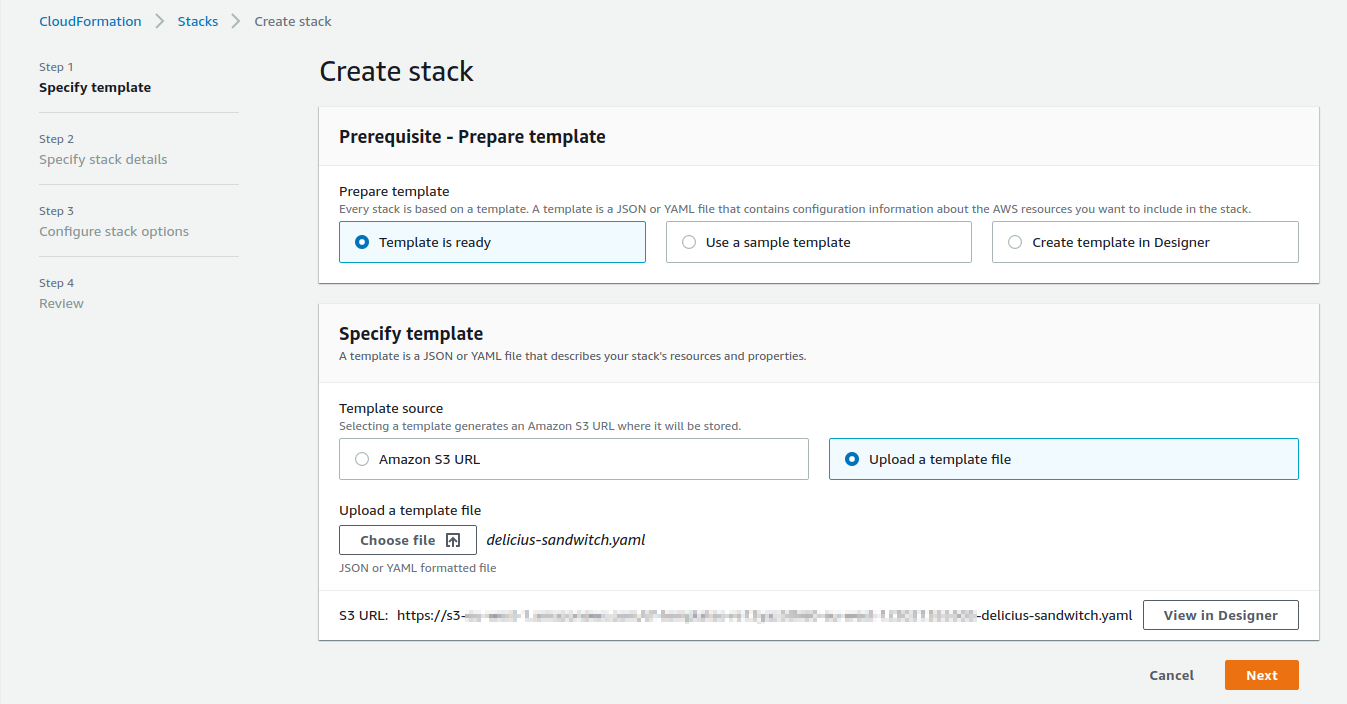 CloudFormation > Stacks > Create stack
Step 1
Specify template
Step 2
Specify stack details
Step 3
Configure stack options
Step 4
Review
Create stack
Prerequisite - Prepare template
Prepare template
Every stack is based on a template. A template is a JSON or YAML file that contains configuration information about the AWS resources you want to include in the stack.
Template is ready
Use a sample template
Create template in Designer
Specify template
A template is a JSON or YAML file that describes your stack's resources and properties.
Template source
Selecting a template generates an Amazon S3 URL where it will be stored.
Amazon S3 URL
Upload a template file
Upload a template file
Choose file delicius-sandwitch.yaml
JSON or YAML formatted file
S3 URL: https://s3- -delicius-sandwitch.yaml View in Designer
Cancel Next